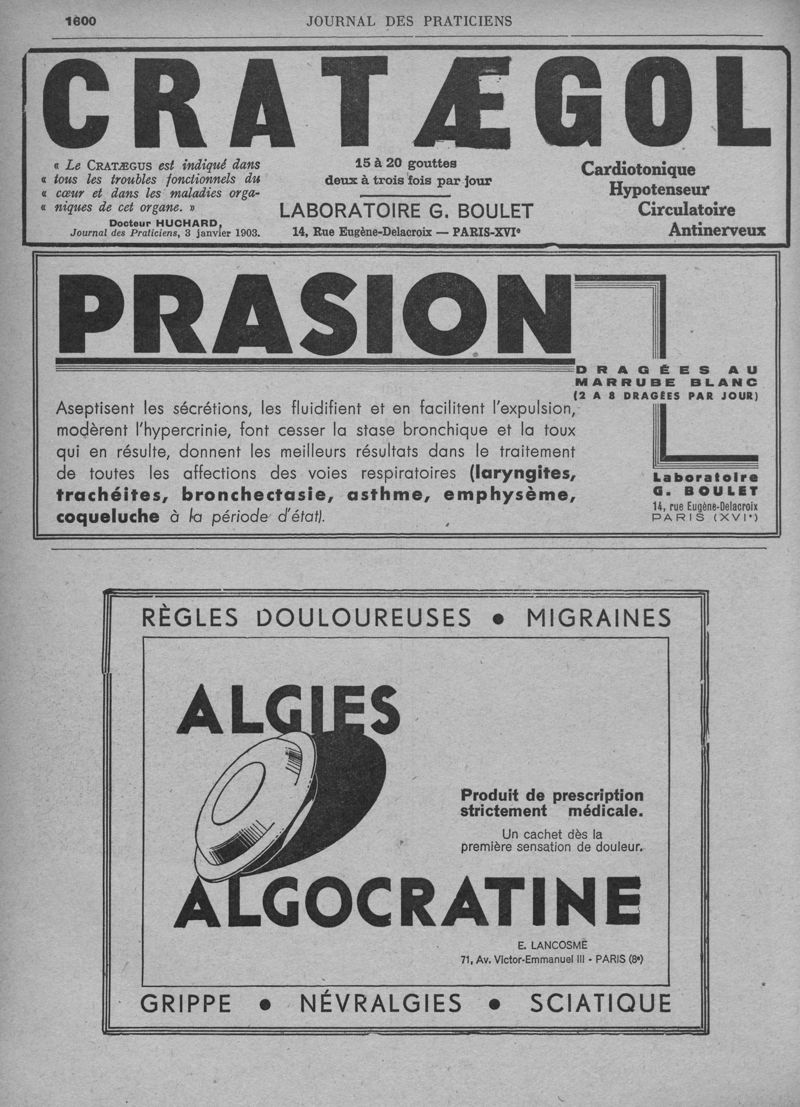 1600
JOURNAL DES PRATICIENS
CRATÆGOL
« Le CRATÆGUS est indiqué dans
« tous les troubles fonctionnels du
« cœur et dans les maladies orga-
« niques de cet organe. »
Docteur HUCHARD,
Journal des Praticiens, 3 janvier 1903.
15 à 20 gouttes
deux à trois fois par jour
LABORATOIRE G. BOULET
14, Rue Eugène-Delacroix — PARIS-XVIe
Cardiotonique
Hypotenseur
Circulatoire
Antinerveux
PRASION
DRAGÉES AU
MARRUBE BLANC
(2 A 8 DRAGÉES PAR JOUR)
Aseptisent les sécrétions, les fluidifient et en facilitent l'expulsion,
modèrent l'hypercrinie, font cesser la stase bronchique et la toux
qui en résulte, donnent les meilleurs résultats dans le traitement
de toutes les affections des voies respiratoires (laryngites,
trachéites, bronchectasie, asthme, emphysème,
coqueluche à la période d'état).
Laboratoire
G. BOULET
14, rue Eugène-Delacroix
PARIS (XVIe)
RÈGLES DOULOUREUSES • MIGRAINES
ALGIES
Produit de prescription
strictement médicale.
Un cachet dès la
première sensation de douleur.
ALGOCRATINE
E. LANCOSME
71, Av. Victor-Emmanuel III - PARIS (8e)
GRIPPE • NÉVRALGIES • SCIATIQUE